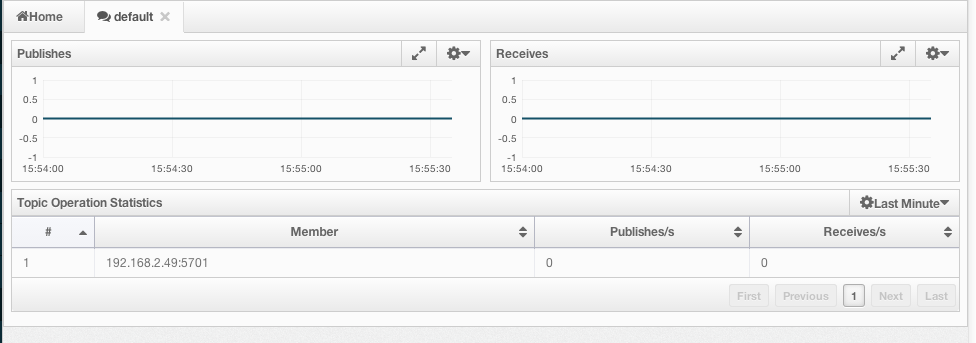 Home default
Publishes
1
0.5
0
-0.5
-1
15:54:00 15:54:30 15:55:00 15:55:30
Receives
1
0.5
0
-0.5
-1
15:54:00 15:54:30 15:55:00 15:55:30
Topic Operation Statistics Last Minute
# Member Publishes/s Receives/s
1 192.168.2.49:5701 0 0
First Previous 1 Next Last